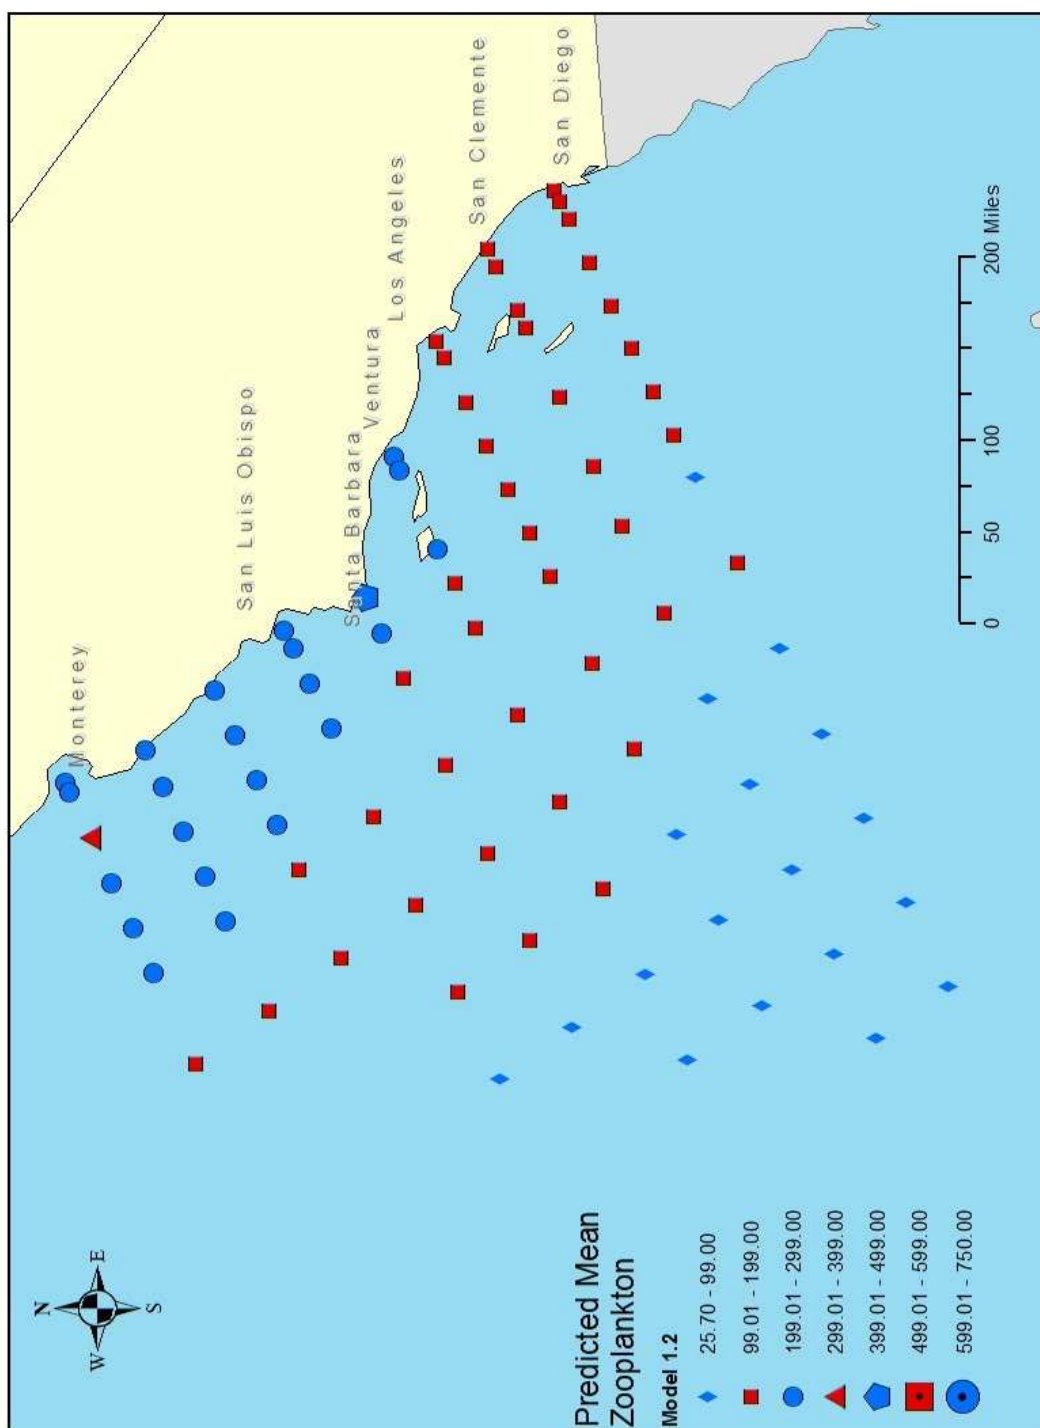 Monterey
San Luis Obispo
Santa Barbara
Ventura
Los Angeles
San Clemente
San Diego
N
W
E
S
Predicted Mean
Zooplankton
Model 1.2
25.70 - 99.00
99.01 - 199.00
199.01 - 299.00
299.01 - 399.00
399.01 - 499.00
499.01 - 599.00
599.01 - 750.00
0 50 100 200 Miles